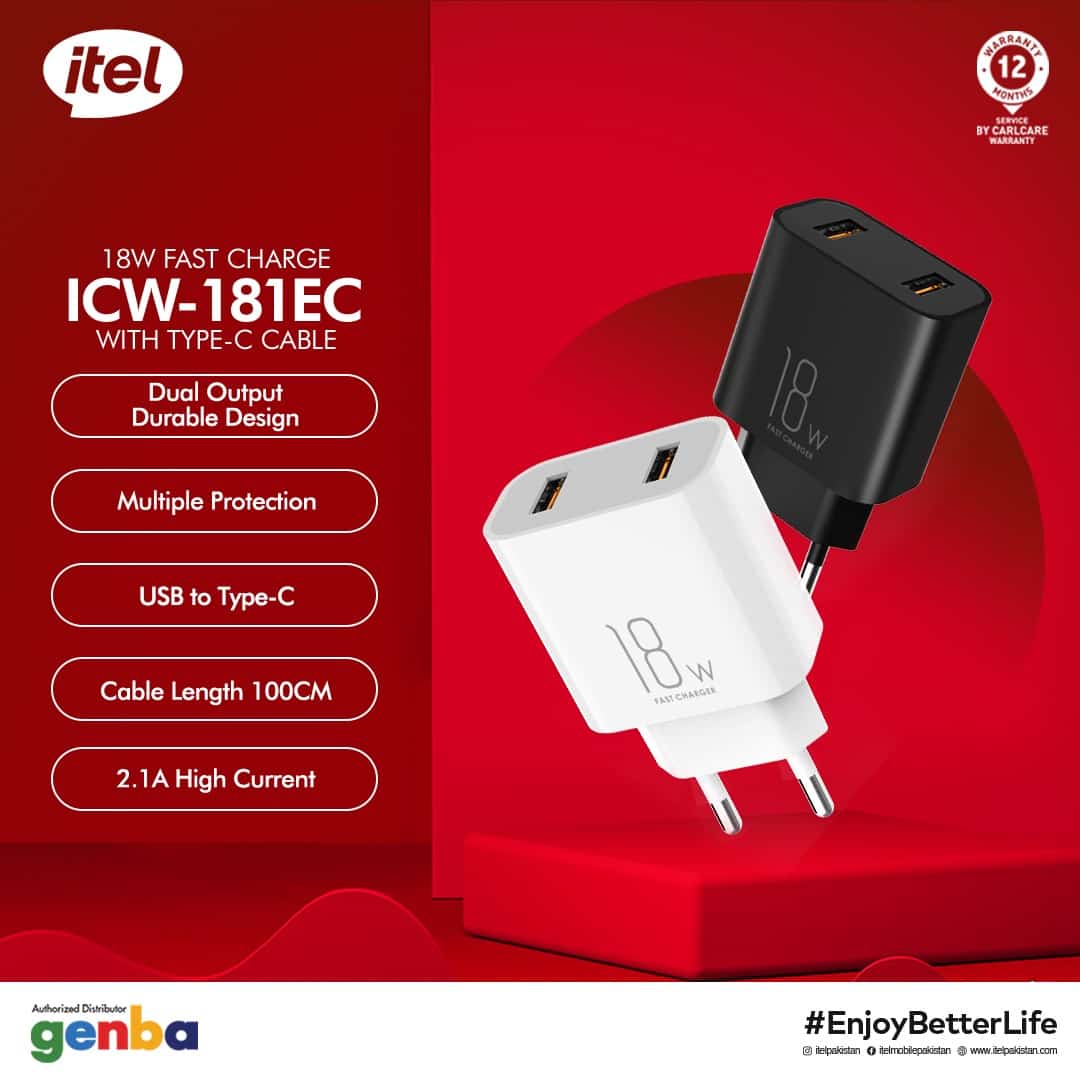 itel
WARRANTY
12
MONTHS
SERVICE
BY CARLCARE
WARRANTY
18W FAST CHARGE
ICW-181EC
WITH TYPE-C CABLE
Dual Output
Durable Design
Multiple Protection
USB to Type-C
Cable Length 100CM
2.1A High Current
18W
FAST CHARGER
18W
FAST CHARGER
Authorized Distributor
genba
#EnjoyBetterLife
itelpakistan itelmobilepakistan www.itelpakistan.com